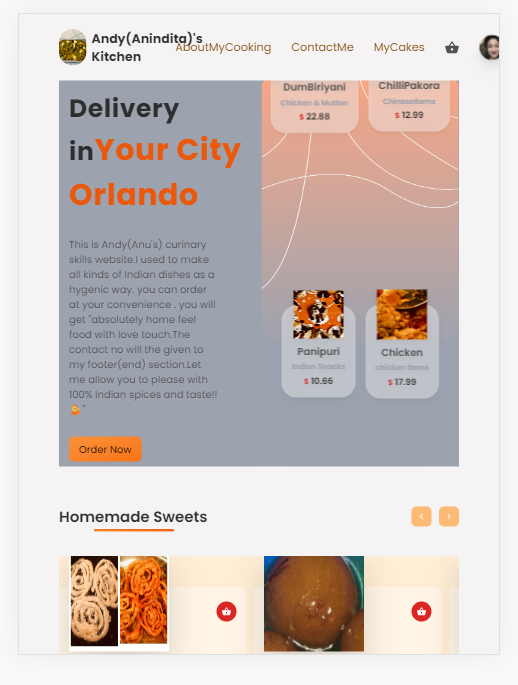 Andy(Anindita)'s
Kitchen
AboutMyCooking
ContactMe
MyCakes
Delivery
inYour City
Orlando
This is Andy(Anu's) curinary
skills website.I used to make
all kinds of Indian dishes as a
hygenic way. you can order
at your convenience . you will
get "absolutely home feel
food with love touch.The
contact no will the given to
my footer(end) section.Let
me allow you to please with
100% Indian spices and taste!!
"
Order Now
DumBiriyani
Chicken & Mutton
$ 22.88
ChilliPakora
ChineseItems
$ 12.99
Panipuri
Indian Snacks
$ 10.66
Chicken
chicken Items
$ 17.99
Homemade Sweets